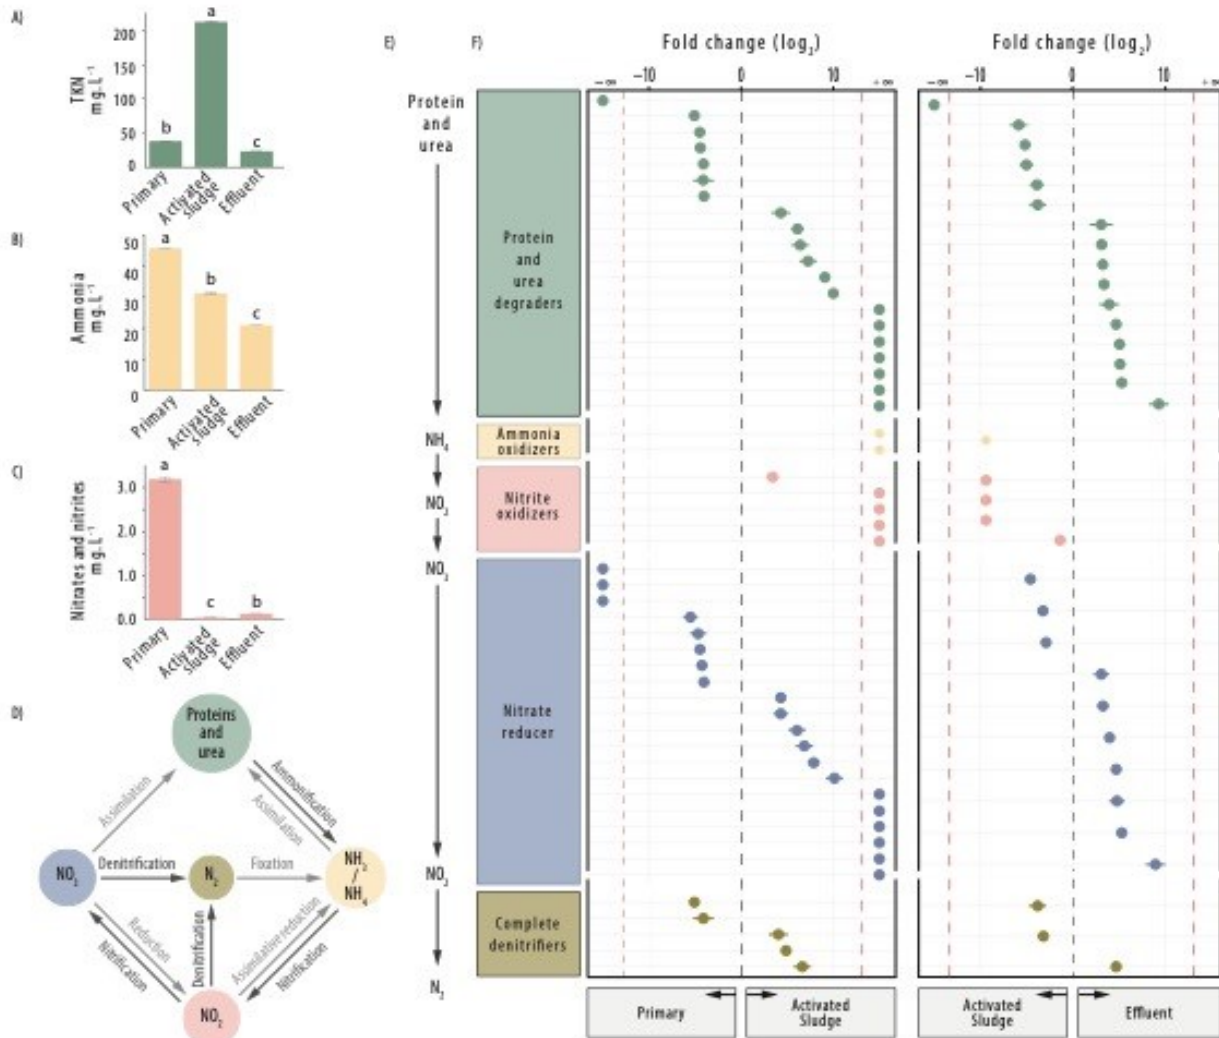 A)
TKN
mg.L⁻¹
200
150
100
50
0
b
a
c
Primary
Activated
sludge
Effluent
B)
Ammonia
mg.L⁻¹
50
40
30
20
10
0
a
b
c
Primary
Activated
sludge
Effluent
C)
Nitrates and nitrites
mg.L⁻¹
3.0
2.0
1.0
0.0
a
c
b
Primary
Activated
sludge
Effluent
D)
Proteins
and
urea
Assimilation
Ammonification
Assimilation
Denitrification
Fixation
N₂
NH₃
/
NH₄
NO₃
Reduction
Nitrification
Denitrification
Assimilative reduction
Nitrification
NO₂
E)
Protein
and
urea
NH₄
NO₂
NO₃
NO₂
N₂
F)
Fold change (log₂)
Fold change (log₂)
-∞
-10
0
10
+∞
-∞
-10
0
10
+∞
Protein
and
urea
degraders
Ammonia
oxidizers
Nitrite
oxidizers
Nitrate
reducer
Complete
denitrifiers
Primary
Activated
Sludge
Activated
Sludge
Effluent